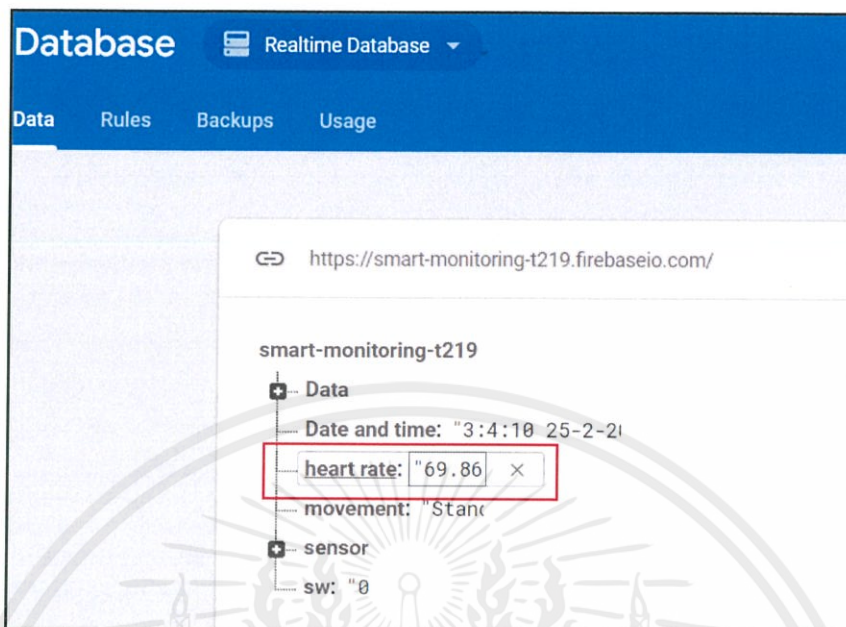 Database Realtime Database
Data Rules Backups Usage
https://smart-monitoring-t219.firebaseio.com/
smart-monitoring-t219
Data
Date and time: "3:4:10 25-2-2
heart rate: "69.86 ×
movement: "Stan
sensor
sw: "0